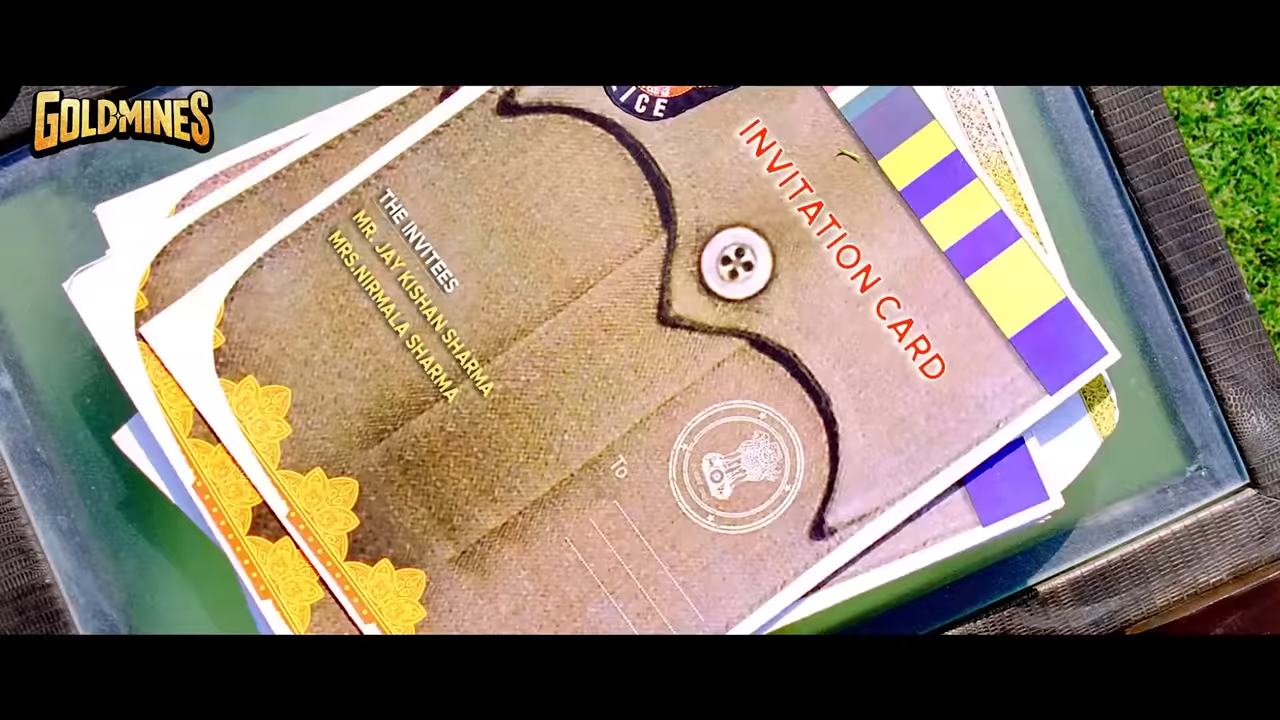 GOLDMINES
ICE
INVITATION CARD
THE INVITEES
MR. JAY KISHAN SHARMA
MRS.NIRMALA SHARMA
To